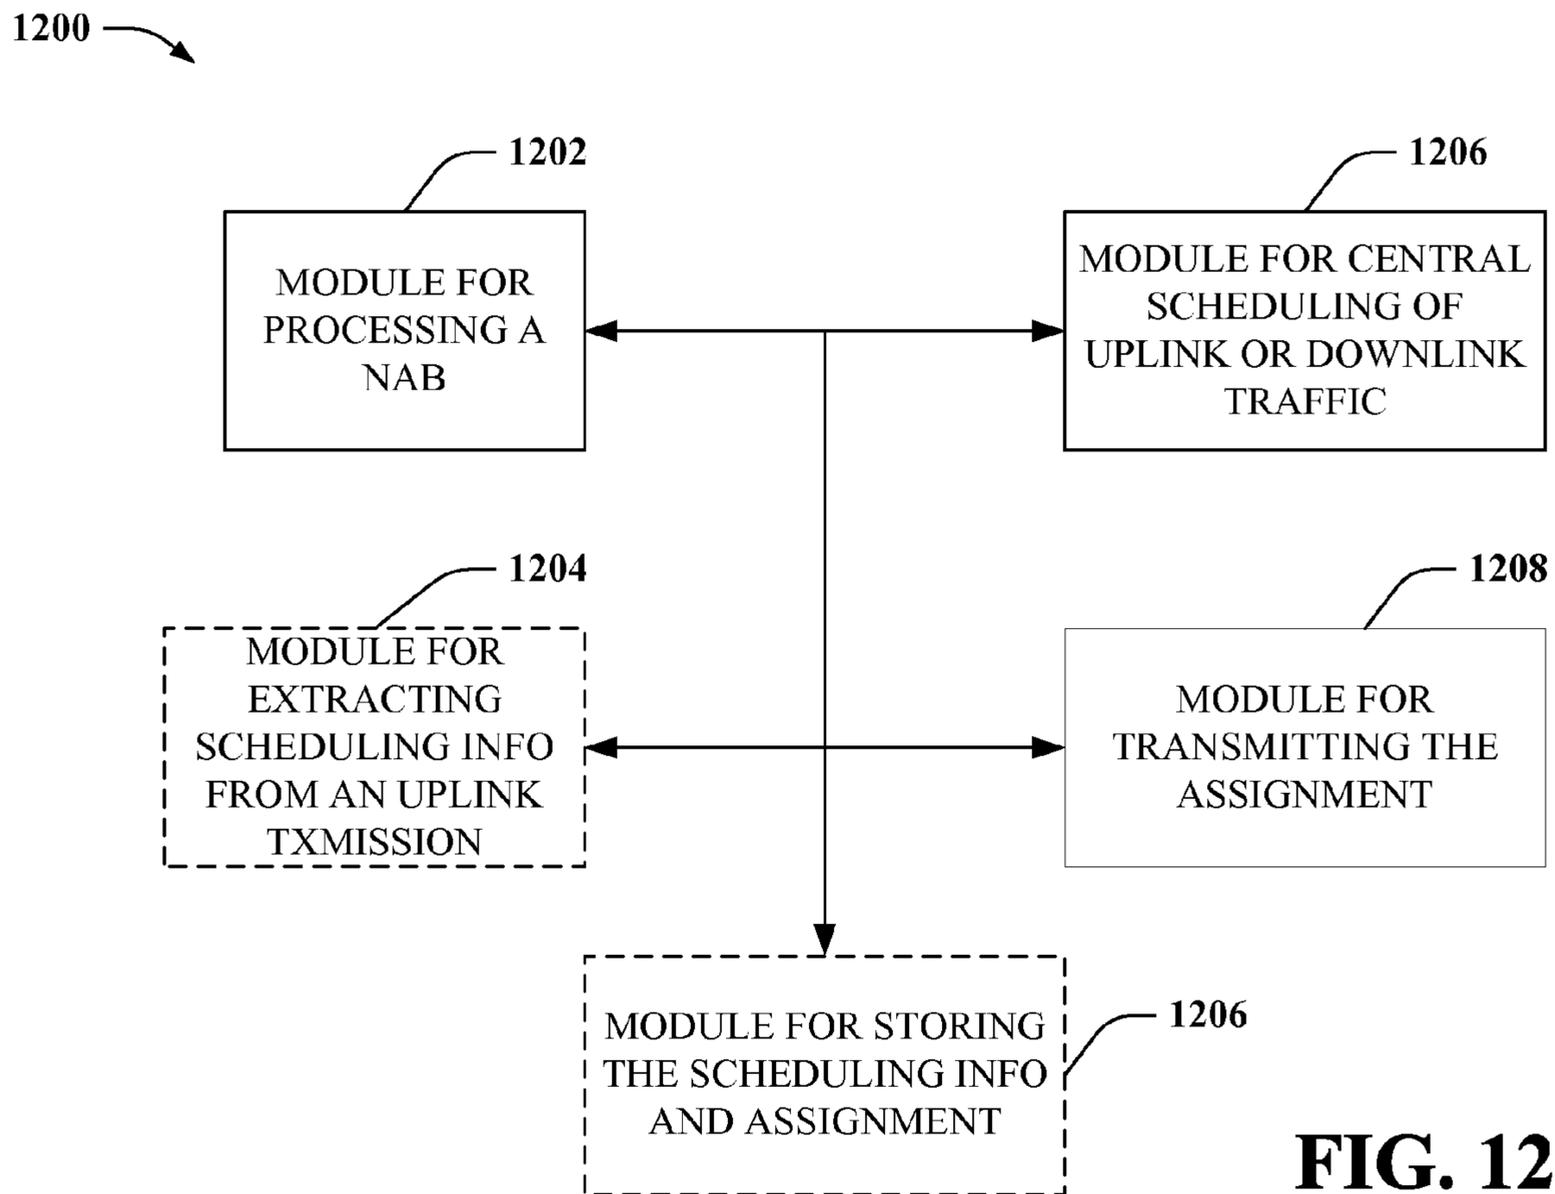 1200
1202
MODULE FOR
PROCESSING A
NAB
1206
MODULE FOR CENTRAL
SCHEDULING OF
UPLINK OR DOWNLINK
TRAFFIC
1204
MODULE FOR
EXTRACTING
SCHEDULING INFO
FROM AN UPLINK
TXMISSION
1208
MODULE FOR
TRANSMITTING THE
ASSIGNMENT
MODULE FOR STORING
THE SCHEDULING INFO
AND ASSIGNMENT
1206
FIG. 12